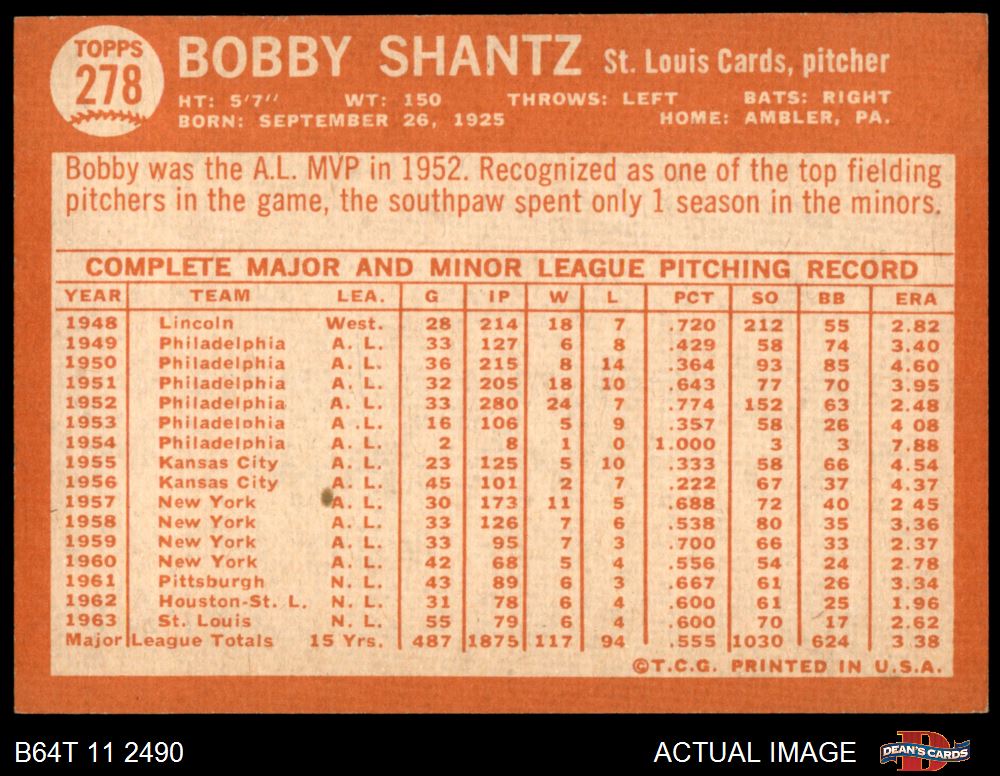 TOPPS
278
BOBBY SHANTZ St. Louis Cards, pitcher
HT: 5'7" WT: 150 THROWS: LEFT BATS: RIGHT
BORN: SEPTEMBER 26, 1925 HOME: AMBLER, PA.
Bobby was the A.L. MVP in 1952. Recognized as one of the top fielding
pitchers in the game, the southpaw spent only 1 season in the minors.
COMPLETE MAJOR AND MINOR LEAGUE PITCHING RECORD
YEAR TEAM LEA. G IP W L PCT SO BB ERA
1948 Lincoln West. 28 214 18 7 .720 212 55 2.82
1949 Philadelphia A. L. 33 127 6 8 .429 58 74 3.40
1950 Philadelphia A. L. 36 215 8 14 .364 93 85 4.60
1951 Philadelphia A. L. 32 205 18 10 .643 77 70 3.95
1952 Philadelphia A. L. 33 280 24 7 .774 152 63 2.48
1953 Philadelphia A .L. 16 106 5 9 .357 58 26 4 08
1954 Philadelphia A. L. 2 8 1 0 1.000 3 3 7.88
1955 Kansas City A. L. 23 125 5 10 .333 58 66 4.54
1956 Kansas City A. L. 45 101 2 7 .222 67 37 4.37
1957 New York A. L. 30 173 11 5 .688 72 40 2 45
1958 New York A. L. 33 126 7 6 .538 80 35 3.36
1959 New York A. L. 33 95 7 3 .700 66 33 2.37
1960 New York A. L. 42 68 5 4 .556 54 24 2.78
1961 Pittsburgh N. L. 43 89 6 3 .667 61 26 3.34
1962 Houston-St. L. N. L. 31 78 6 4 .600 61 25 1.96
1963 St. Louis N. L. 55 79 6 4 .600 70 17 2.62
Major League Totals 15 Yrs. 487 1875 117 94 .555 1030 624 3.38
©T.C.G. PRINTED IN U.S.A.
B64T 11 2490 ACTUAL IMAGE DEAN'S CARDS